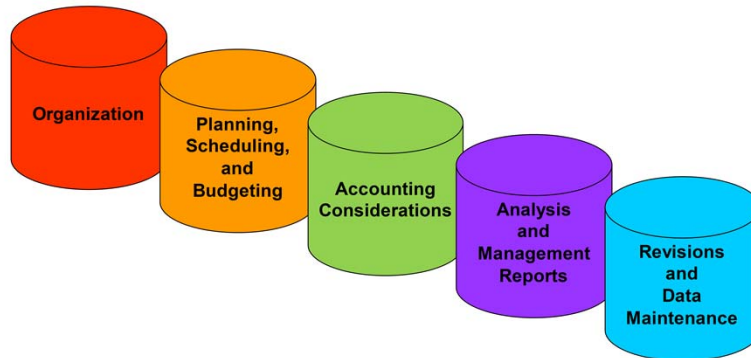 Organization
Planning,
Scheduling,
and
Budgeting
Accounting
Considerations
Analysis
and
Management
Reports
Revisions
and
Data
Maintenance